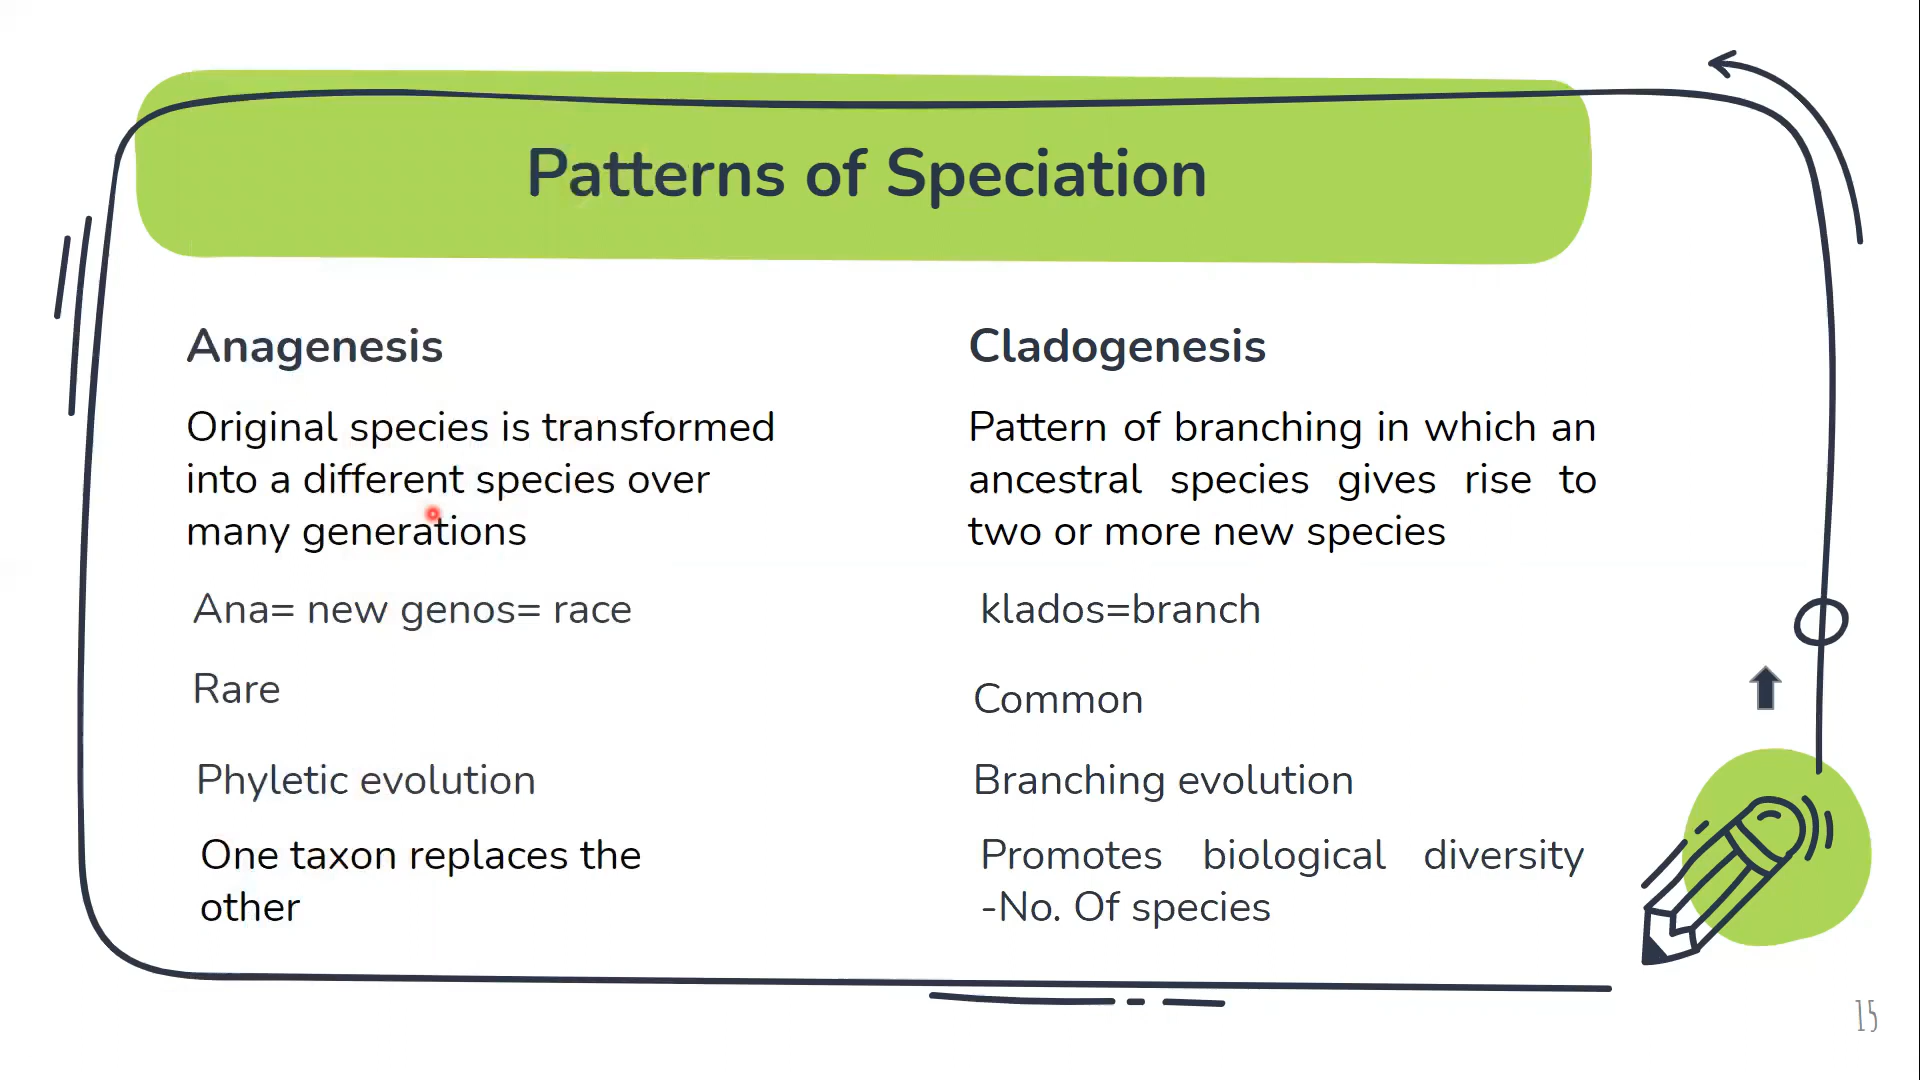 Patterns of Speciation
Anagenesis
Original species is transformed
into a different species over
many generations
Ana= new genos= race
Rare
Phyletic evolution
One taxon replaces the
other
Cladogenesis
Pattern of branching in which an
ancestral species gives rise to
two or more new species
klados=branch
Common
Branching evolution
Promotes biological diversity
-No. Of species
15